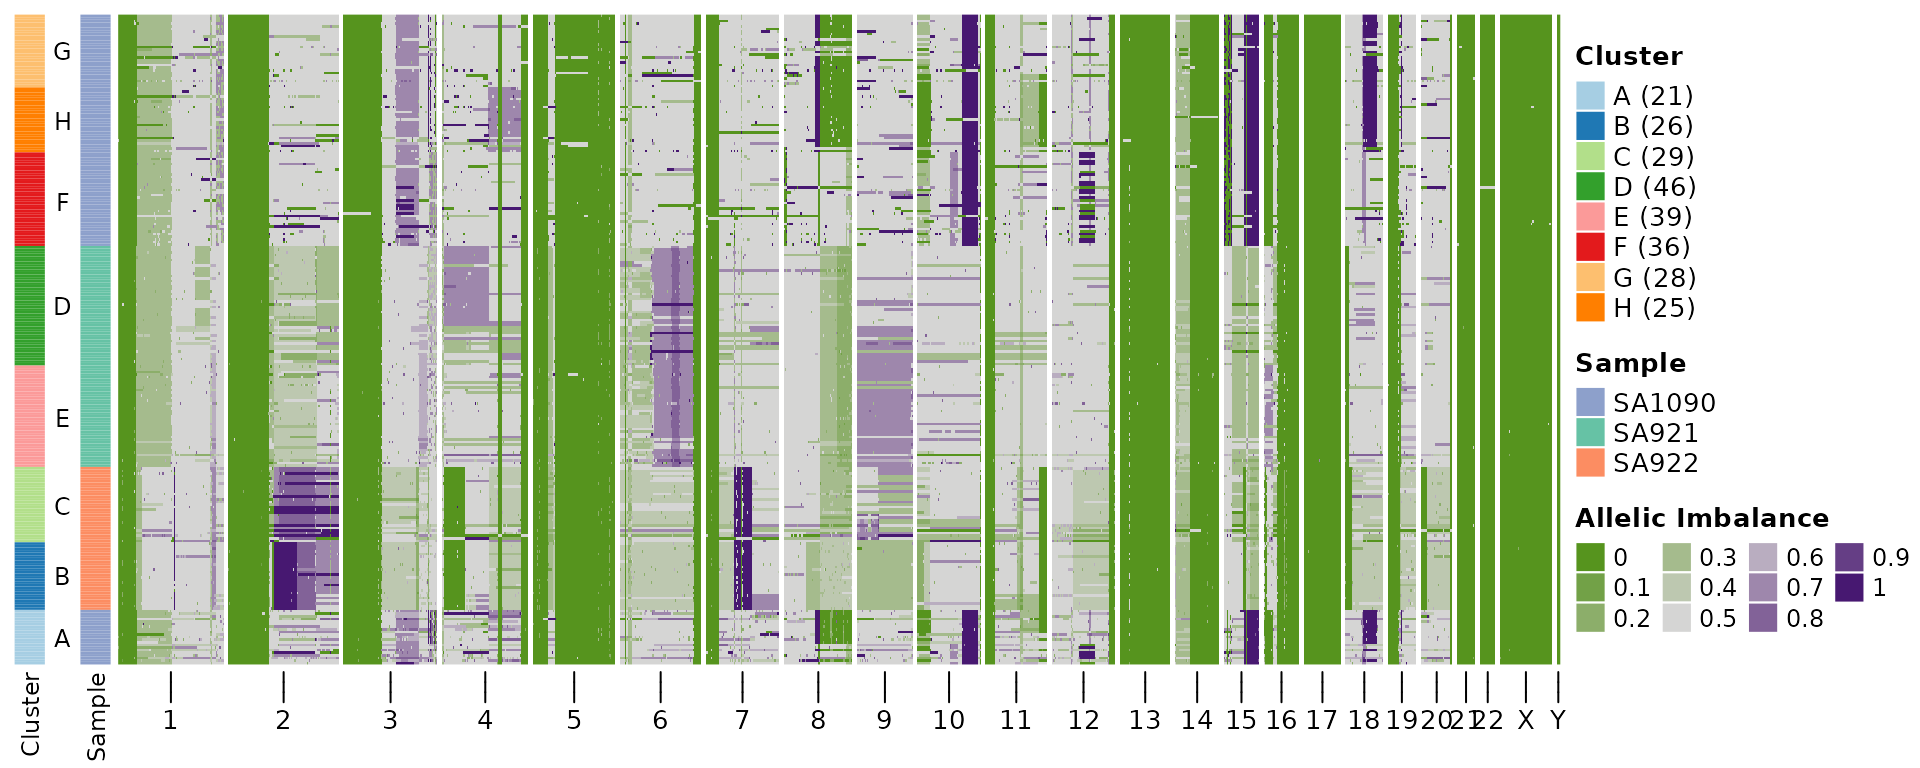 G
H
F
D
E
C
B
A
Cluster
Sample
1
2
3
4
5
6
7
8
9
10
11
12
13
14
15
16
17
18
19
20
21
22
X
Y
Cluster
A (21)
B (26)
C (29)
D (46)
E (39)
F (36)
G (28)
H (25)
Sample
SA1090
SA921
SA922
Allelic Imbalance
0 0.3 0.6 0.9
0.1 0.4 0.7 1
0.2 0.5 0.8